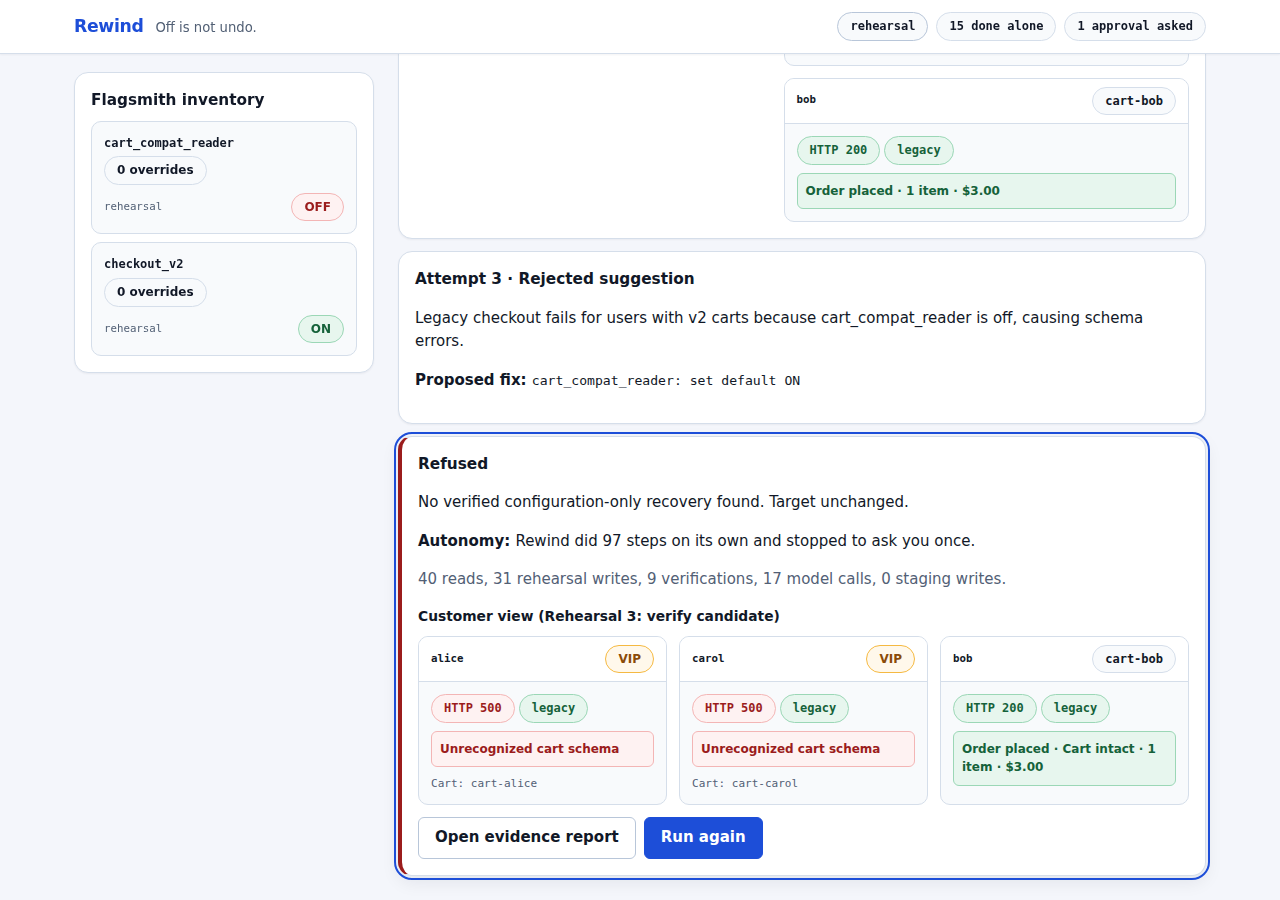 Rewind Off is not undo. rehearsal 15 done alone 1 approval asked
Flagsmith inventory
cart_compat_reader
0 overrides
rehearsal OFF
checkout_v2
0 overrides
rehearsal ON
bob cart-bob
HTTP 200 legacy
Order placed · 1 item · $3.00
Attempt 3 · Rejected suggestion
Legacy checkout fails for users with v2 carts because cart_compat_reader is off, causing schema
errors.
Proposed fix: cart_compat_reader: set default ON
Refused
No verified configuration-only recovery found. Target unchanged.
Autonomy: Rewind did 97 steps on its own and stopped to ask you once.
40 reads, 31 rehearsal writes, 9 verifications, 17 model calls, 0 staging writes.
Customer view (Rehearsal 3: verify candidate)
alice VIP
HTTP 500 legacy
Unrecognized cart schema
Cart: cart-alice
carol VIP
HTTP 500 legacy
Unrecognized cart schema
Cart: cart-carol
bob cart-bob
HTTP 200 legacy
Order placed · Cart intact · 1
item · $3.00
Open evidence report Run again